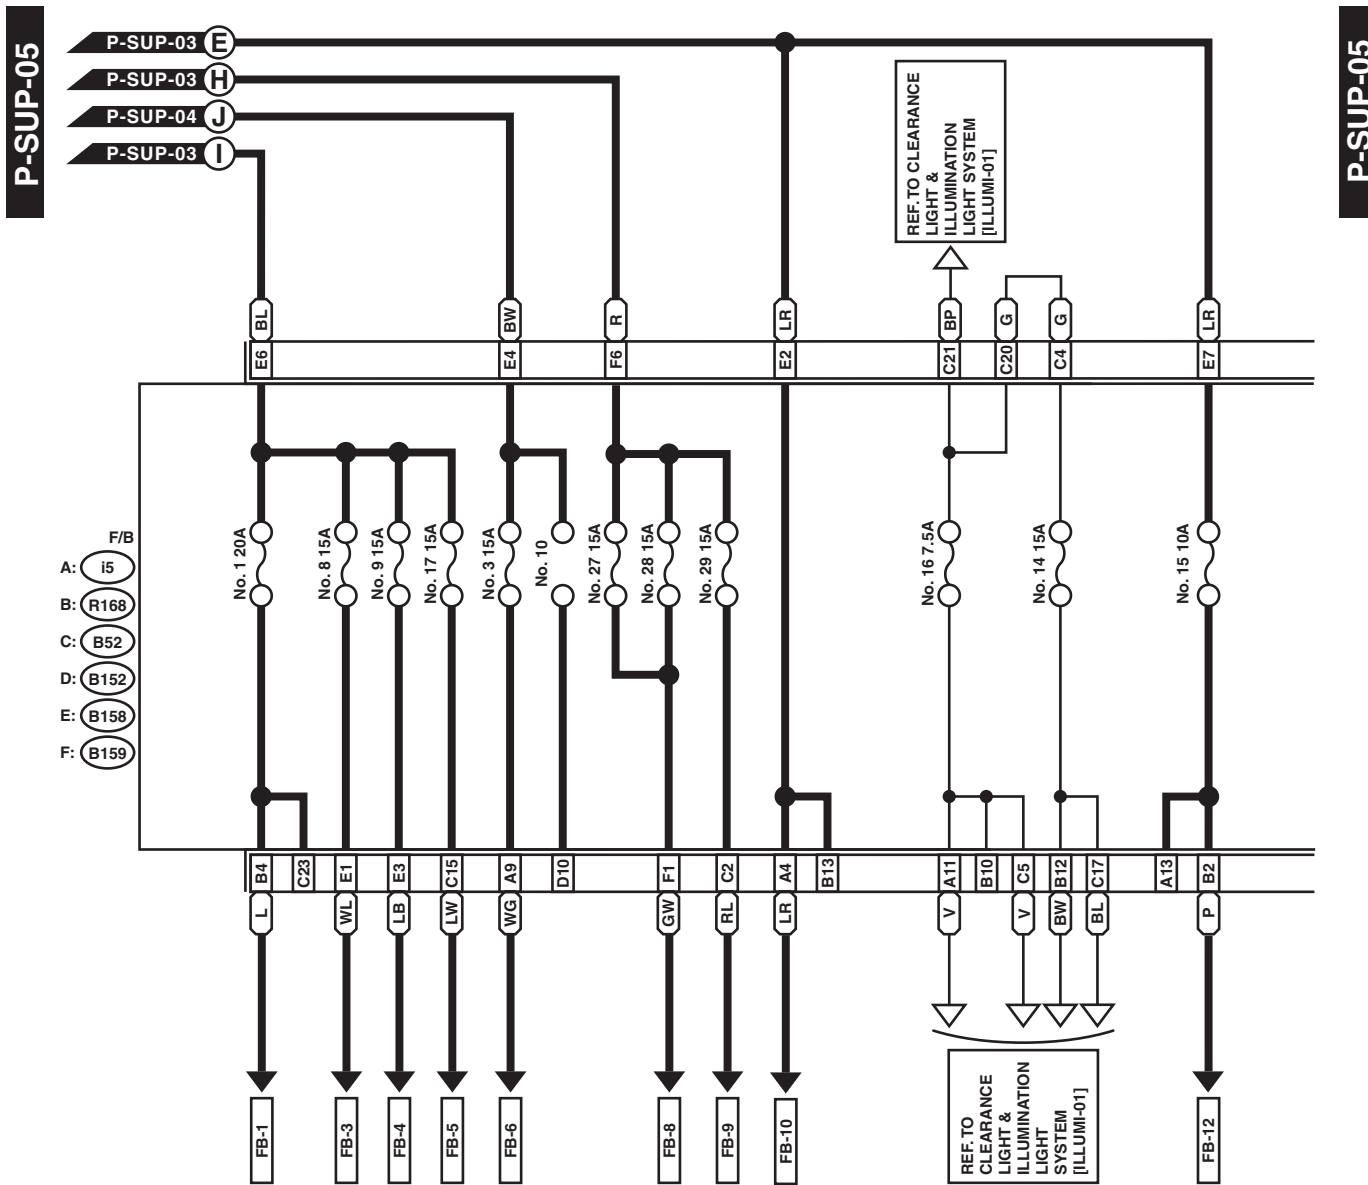 P-SUP-05
P-SUP-05
P-SUP-03 E
P-SUP-03 H
P-SUP-04 J
P-SUP-03 I
REF. TO CLEARANCE
LIGHT &
ILLUMINATION
LIGHT SYSTEM
[ILLUMI-01]
BL
BW
R
LR
BP
G
G
LR
E6
E4
F6
E2
C21
C20
C4
E7
F/B
A: i5
B: R168
C: B52
D: B152
E: B158
F: B159
No. 1 20A
No. 8 15A
No. 9 15A
No. 17 15A
No. 3 15A
No. 10
No. 27 15A
No. 28 15A
No. 29 15A
No. 16 7.5A
No. 14 15A
No. 15 10A
B4
C23
E1
E3
C15
A9
D10
F1
C2
A4
B13
A11
B10
C5
B12
C17
A13
B2
L
WL
LB
LW
WG
GW
RL
LR
V
V
BW
BL
P
FB-1
FB-3
FB-4
FB-5
FB-6
FB-8
FB-9
FB-10
REF. TO
CLEARANCE
LIGHT &
ILLUMINATION
LIGHT
SYSTEM
[ILLUMI-01]
FB-12